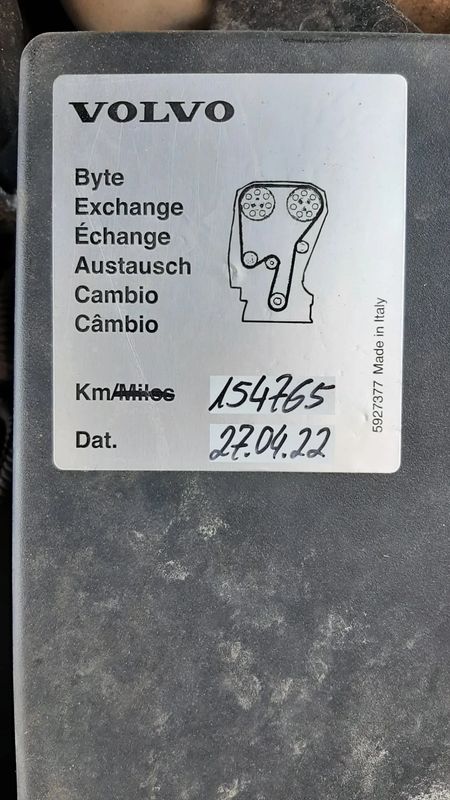 VOLVO
Byte
Exchange
Échange
Austausch
Cambio
Câmbio
Km/Miles 154765
Dat. 27.04.22
5927377 Made in Italy